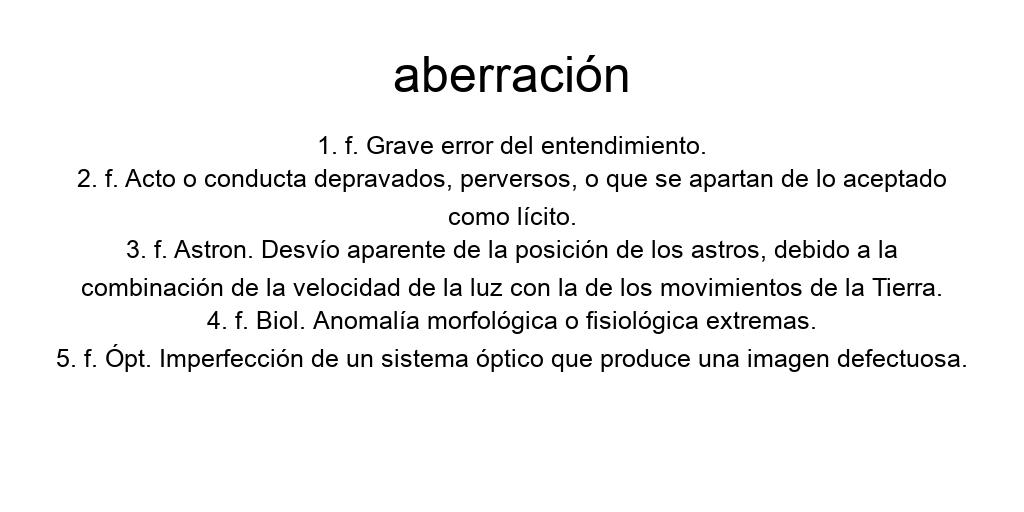 aberración
1. f. Grave error del entendimiento.
2. f. Acto o conducta depravados, perversos, o que se apartan de lo aceptado
como lícito.
3. f. Astron. Desvío aparente de la posición de los astros, debido a la
combinación de la velocidad de la luz con la de los movimientos de la Tierra.
4. f. Biol. Anomalía morfológica o fisiológica extremas.
5. f. Ópt. Imperfección de un sistema óptico que produce una imagen defectuosa.